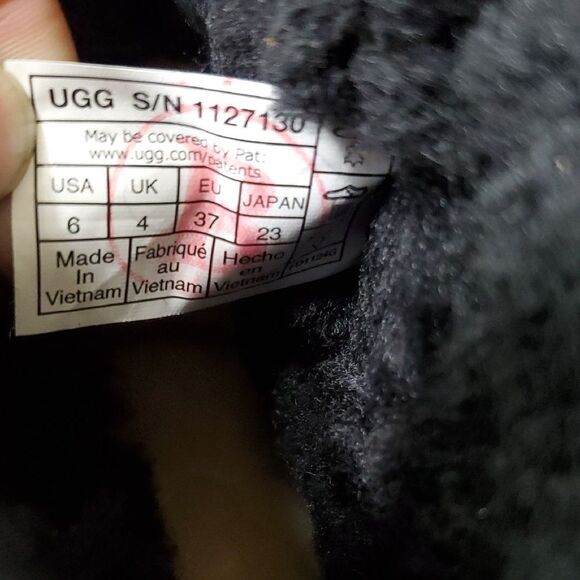 UGG S/N 1127130
May be covered by Pat:
www.ugg.com/patents
USA UK EU JAPAN
6 4 37 23
Made In Vietnam Fabriqué au Vietnam Hecho en Vietnam FD1124G